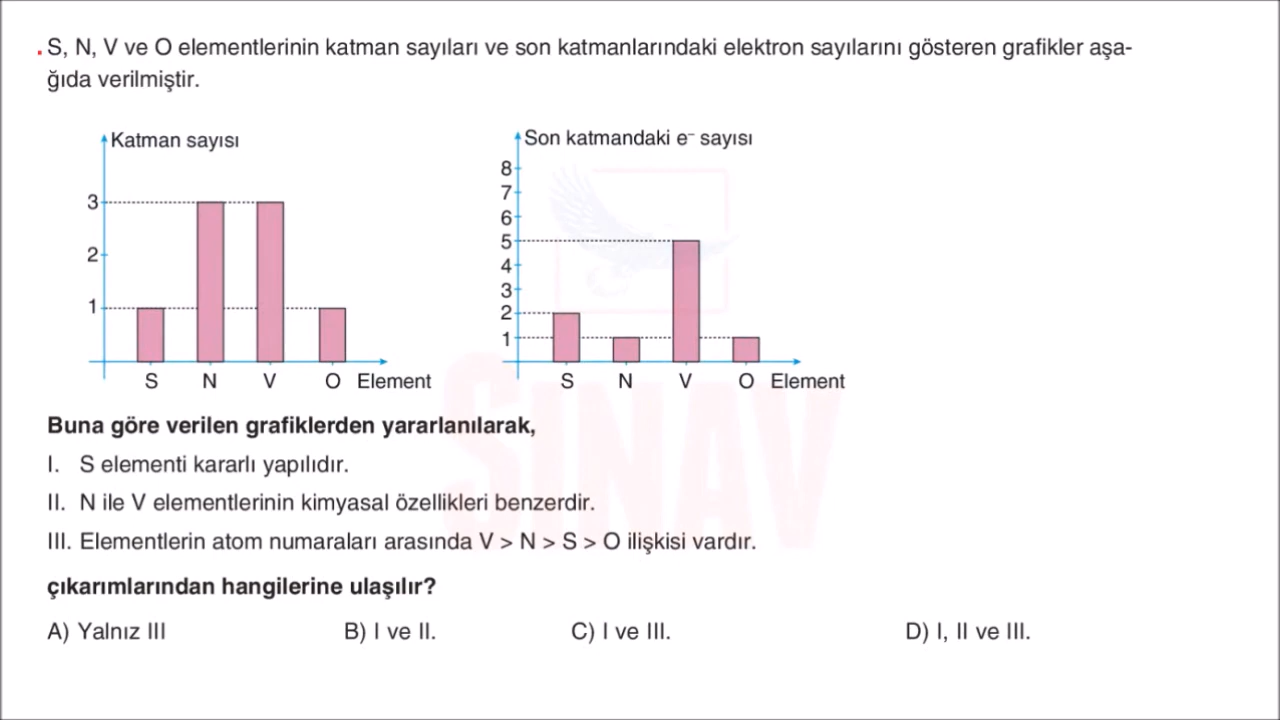 . S, N, V ve O elementlerinin katman sayıları ve son katmanlarındaki elektron sayılarını gösteren grafikler aşa-
ğıda verilmiştir.
Katman sayısı
3
2
1
S N V O Element
Son katmandaki e⁻ sayısı
8
7
6
5
4
3
2
1
S N V O Element
SINAV
Buna göre verilen grafiklerden yararlanılarak,
I. S elementi kararlı yapılıdır.
II. N ile V elementlerinin kimyasal özellikleri benzerdir.
III. Elementlerin atom numaraları arasında V > N > S > O ilişkisi vardır.
çıkarımlarından hangilerine ulaşılır?
A) Yalnız III B) I ve II. C) I ve III. D) I, II ve III.